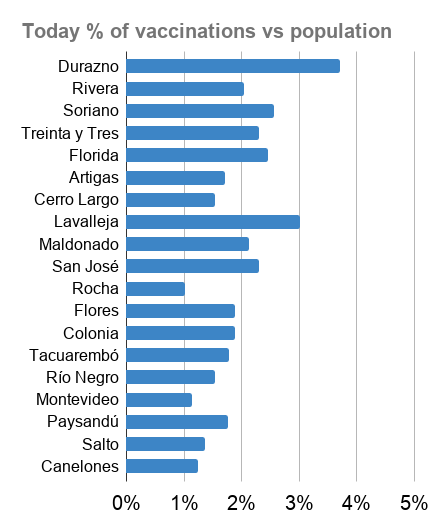 Today % of vaccinations vs population
Durazno
Rivera
Soriano
Treinta y Tres
Florida
Artigas
Cerro Largo
Lavalleja
Maldonado
San José
Rocha
Flores
Colonia
Tacuarembó
Río Negro
Montevideo
Paysandú
Salto
Canelones
0% 1% 2% 3% 4% 5%